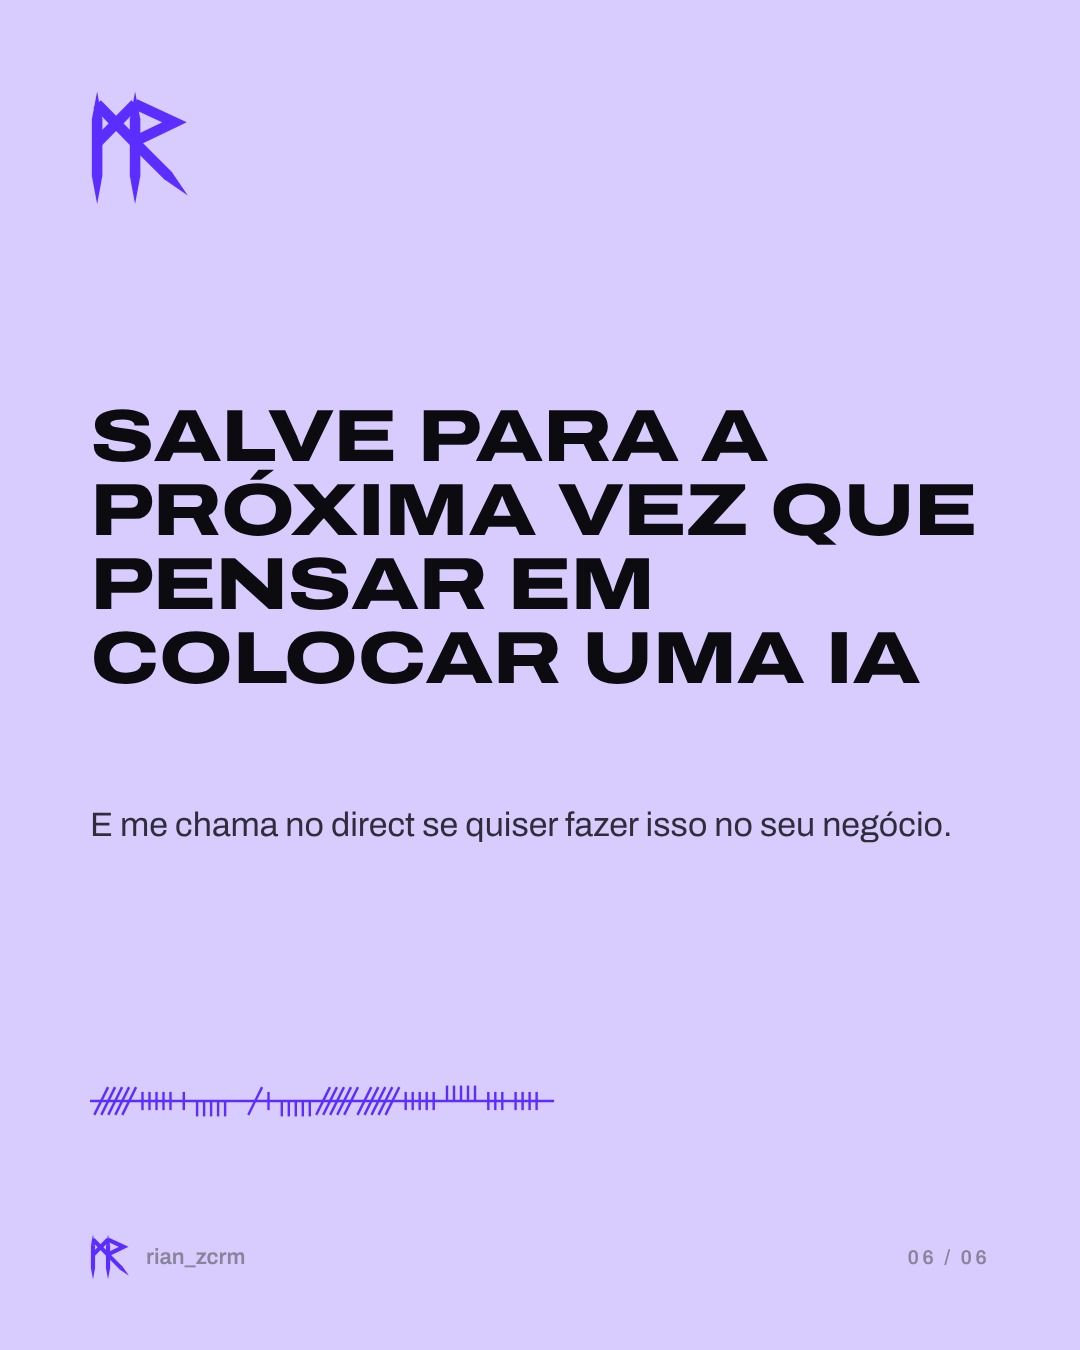 SALVE PARA A
PRÓXIMA VEZ QUE
PENSAR EM
COLOCAR UMA IA
E me chama no direct se quiser fazer isso no seu negócio.
rian_zcrm
06 / 06